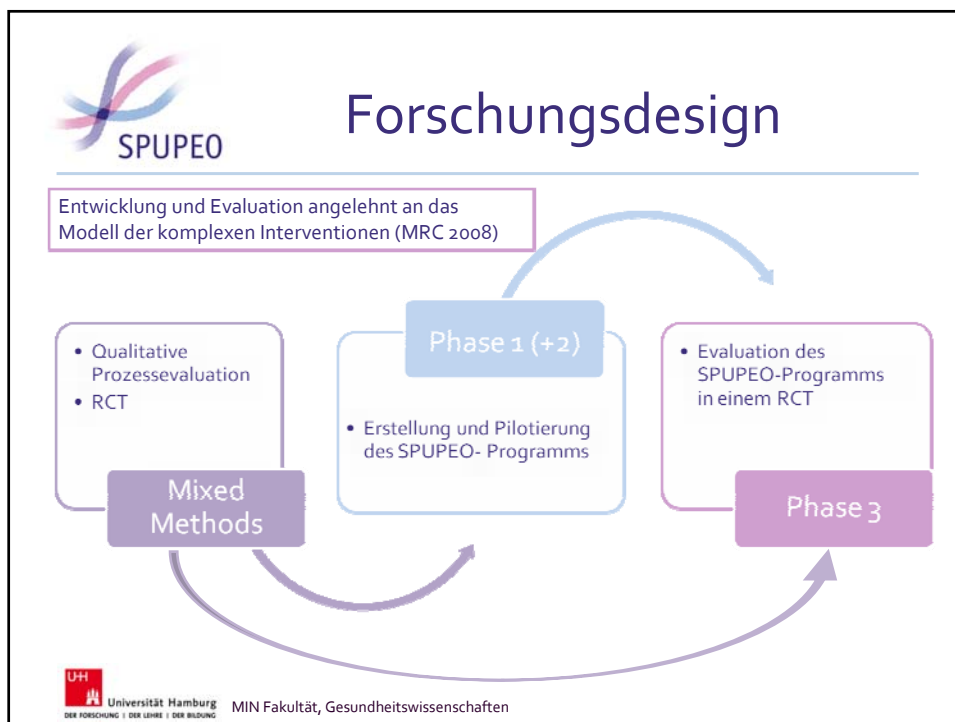 SPUPEO
Forschungsdesign
Entwicklung und Evaluation angelehnt an das
Modell der komplexen Interventionen (MRC 2008)
• Qualitative
Prozessevaluation
• RCT
Mixed
Methods
Phase 1 (+2)
• Erstellung und Pilotierung
des SPUPEO- Programms
• Evaluation des
SPUPEO-Programms
in einem RCT
Phase 3
UH
Universität Hamburg
DER FORSCHUNG | DER LEHRE | DER BILDUNG
MIN Fakultät, Gesundheitswissenschaften